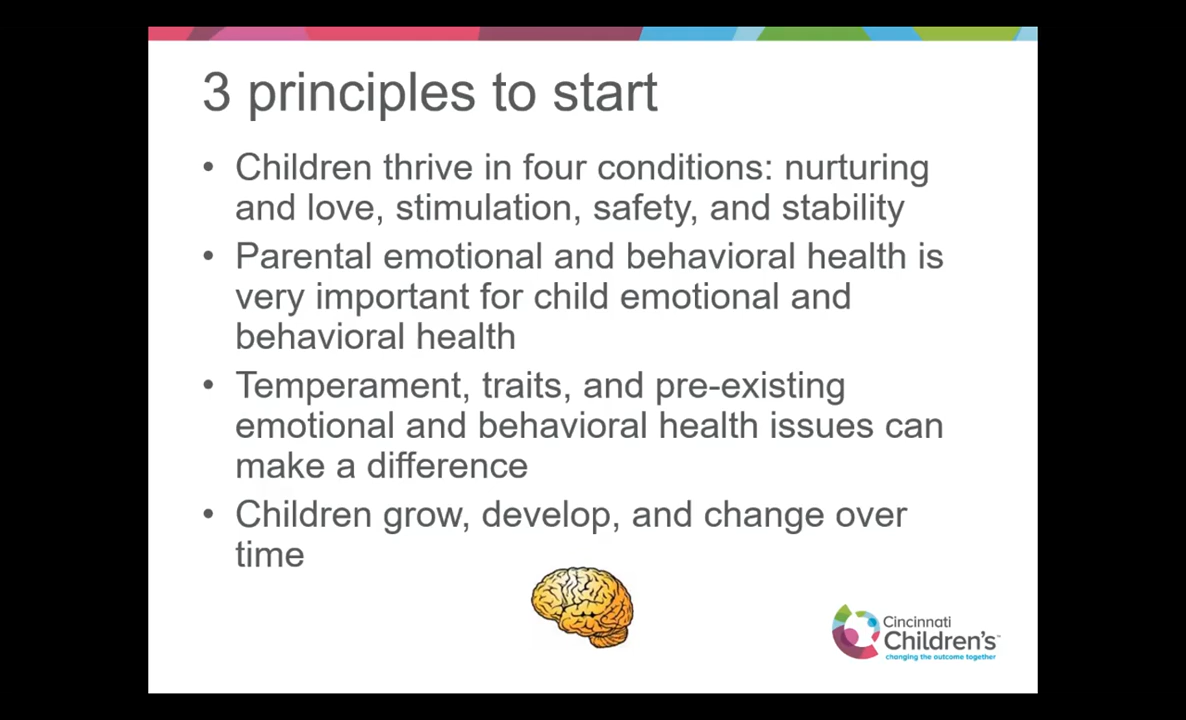 3 principles to start
• Children thrive in four conditions: nurturing
and love, stimulation, safety, and stability
• Parental emotional and behavioral health is
very important for child emotional and
behavioral health
• Temperament, traits, and pre-existing
emotional and behavioral health issues can
make a difference
• Children grow, develop, and change over
time
Cincinnati
Children's™
changing the outcome together